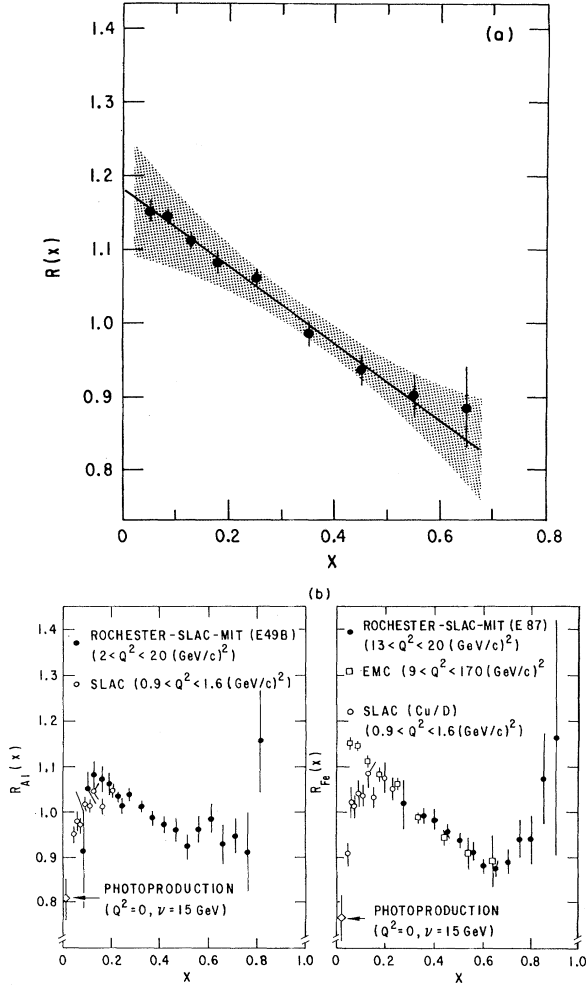 (a)
1.4
1.3
1.2
1.1
1.0
0.9
0.8
R(x)
0 0.2 0.4 0.6 0.8
X
(b)
1.4
1.3
1.2
1.1
1.0
0.9
0.8
R_Al(x)
ROCHESTER-SLAC-MIT (E49B)
(2<Q²<20(GeV/c)²)
SLAC (0.9<Q²<1.6(GeV/c)²)
PHOTOPRODUCTION
(Q²=0, ν=15 GeV)
0 0.2 0.4 0.6 0.8 1.0
X
R_Fe(x)
ROCHESTER-SLAC-MIT (E87)
(13<Q²<20(GeV/c)²)
EMC (9<Q²<170(GeV/c)²
SLAC (Cu/D)
(0.9<Q²<1.6(GeV/c)²
PHOTOPRODUCTION
(Q²=0, ν=15 GeV)
0 0.2 0.4 0.6 0.8 1.0
X